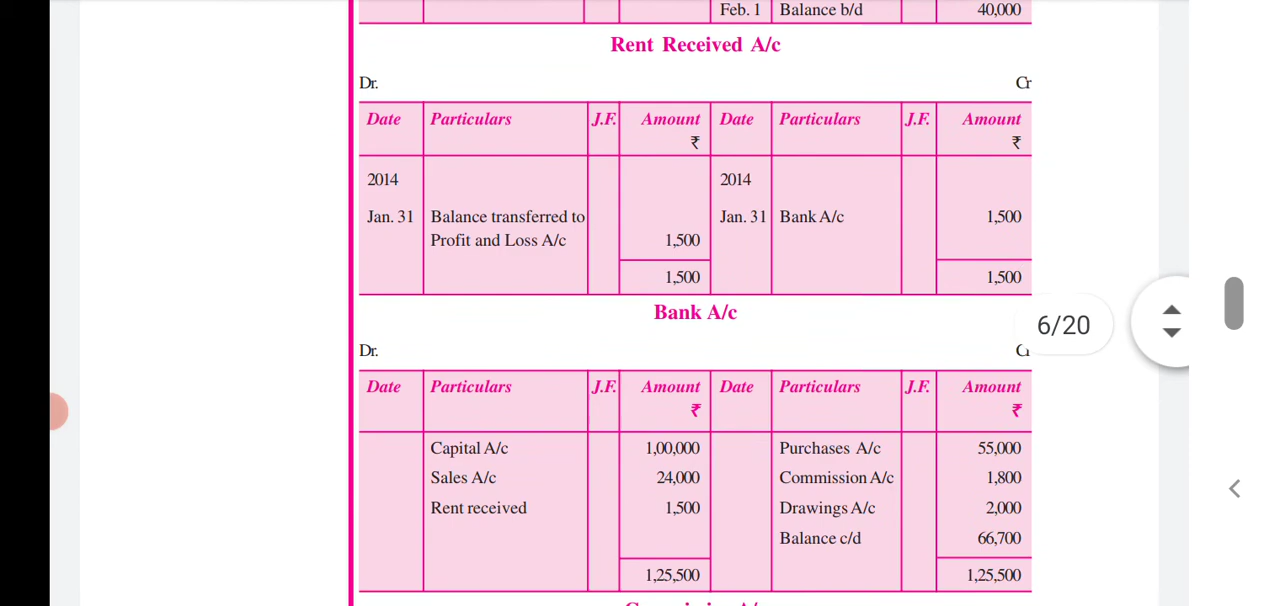 Feb. 1 Balance b/d 40,000
Rent Received A/c
Dr. Cr
Date Particulars J.F. Amount Date Particulars J.F. Amount
₹ ₹
2014 2014
Jan. 31 Balance transferred to Jan. 31 Bank A/c 1,500
Profit and Loss A/c 1,500
1,500 1,500
Bank A/c
6/20
Dr.
Date Particulars J.F. Amount Date Particulars J.F. Amount
₹ ₹
Capital A/c 1,00,000 Purchases A/c 55,000
Sales A/c 24,000 Commission A/c 1,800
Rent received 1,500 Drawings A/c 2,000
Balance c/d 66,700
1,25,500 1,25,500